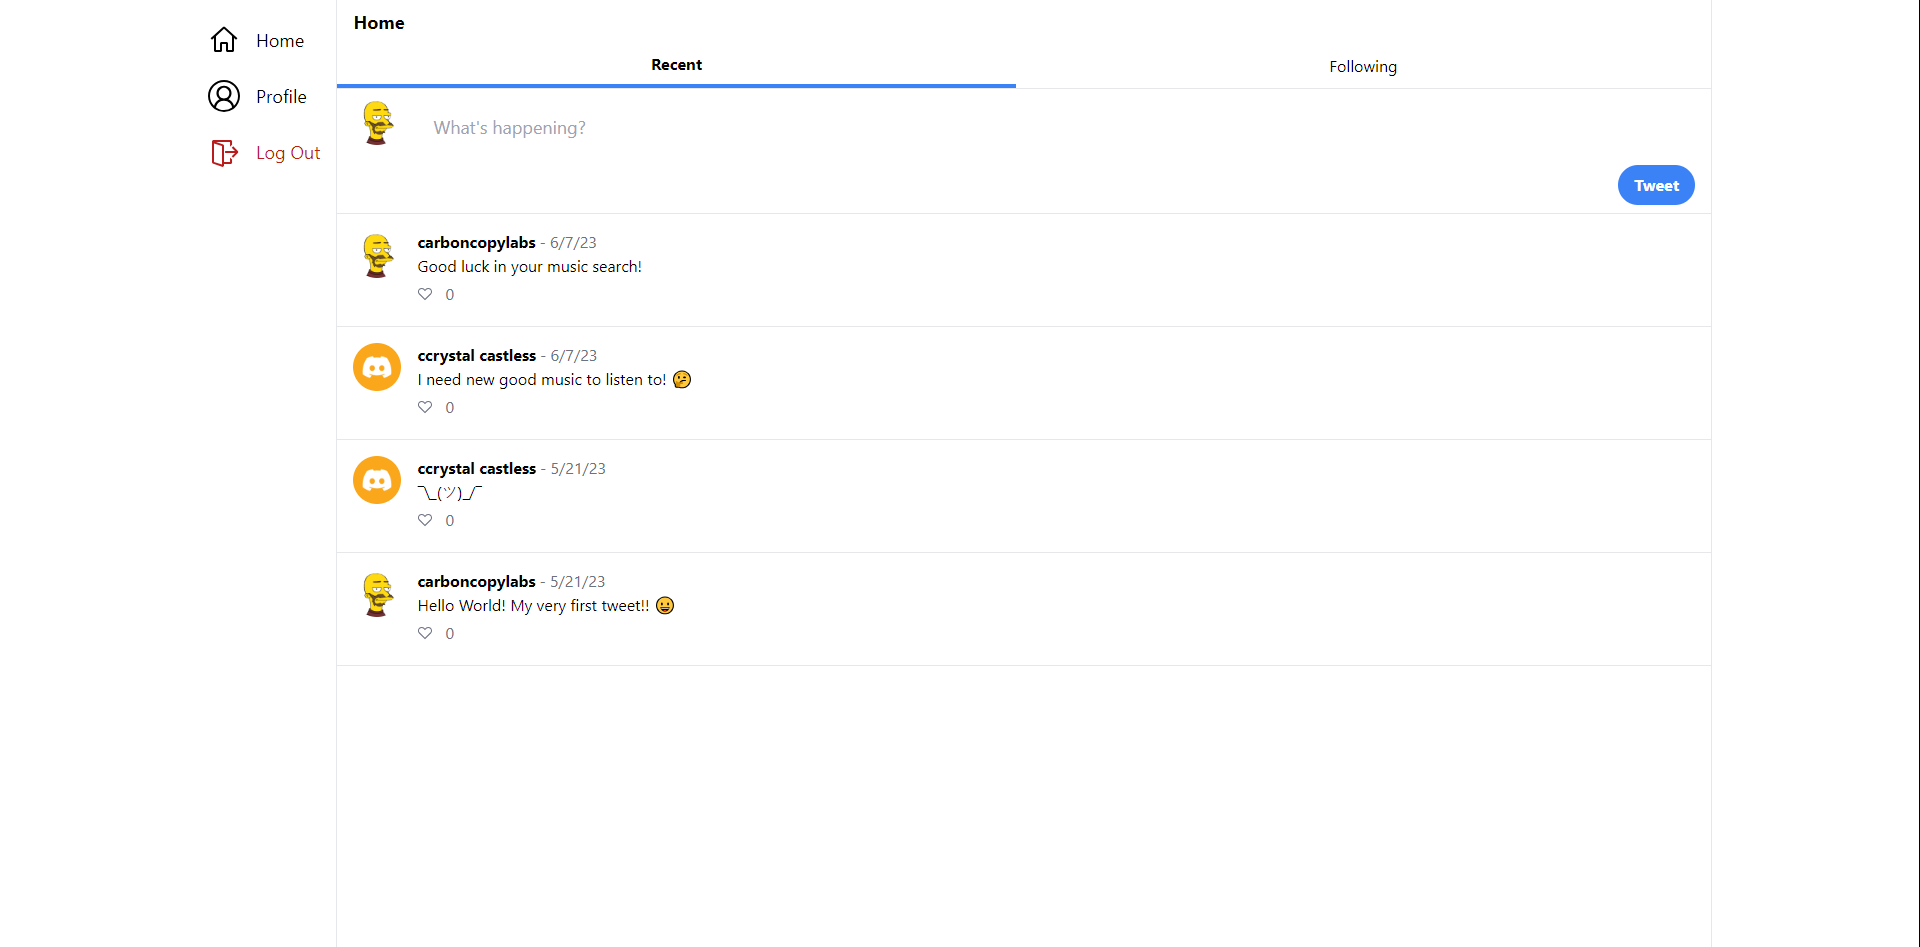 Home
Profile
Log Out
Home
Recent
Following
What's happening?
Tweet
carboncopylabs - 6/7/23
Good luck in your music search!
0
ccrystal castless - 6/7/23
I need new good music to listen to! 🤔
0
ccrystal castless - 5/21/23
¯\_(ツ)_/¯
0
carboncopylabs - 5/21/23
Hello World! My very first tweet!! 😀
0